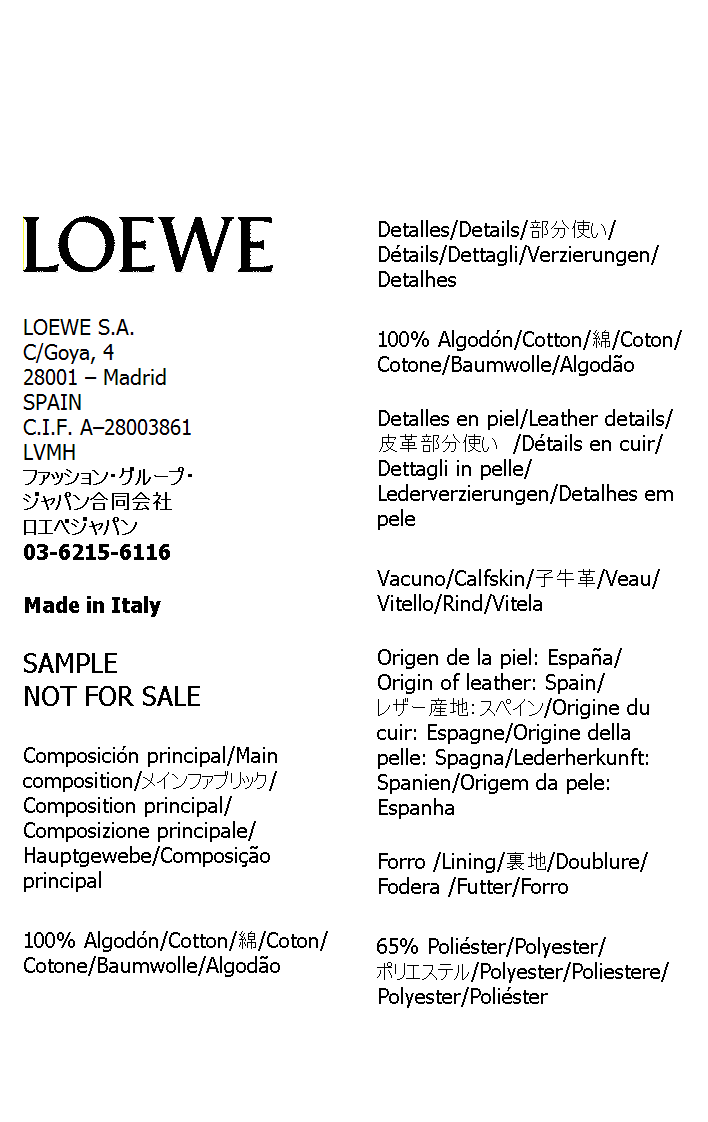 LOEWE
LOEWE S.A.
C/Goya, 4
28001 – Madrid
SPAIN
C.I.F. A–28003861
LVMH
ファッション・グループ・
ジャパン合同会社
ロエベジャパン
03-6215-6116
Made in Italy
SAMPLE
NOT FOR SALE
Composición principal/Main
composition/メインファブリック/
Composition principal/
Composizione principale/
Hauptgewebe/Composição
principal
100% Algodón/Cotton/綿/Coton/
Cotone/Baumwolle/Algodão
Detalles/Details/部分使い/
Détails/Dettagli/Verzierungen/
Detalhes
100% Algodón/Cotton/綿/Coton/
Cotone/Baumwolle/Algodão
Detalles en piel/Leather details/
皮革部分使い /Détails en cuir/
Dettagli in pelle/
Lederverzierungen/Detalhes em
pele
Vacuno/Calfskin/子牛革/Veau/
Vitello/Rind/Vitela
Origen de la piel: España/
Origin of leather: Spain/
レザー産地：スペイン/Origine du
cuir: Espagne/Origine della
pelle: Spagna/Lederherkunft:
Spanien/Origem da pele:
Espanha
Forro /Lining/裏地/Doublure/
Fodera /Futter/Forro
65% Poliéster/Polyester/
ポリエステル/Polyester/Poliestere/
Polyester/Poliéster